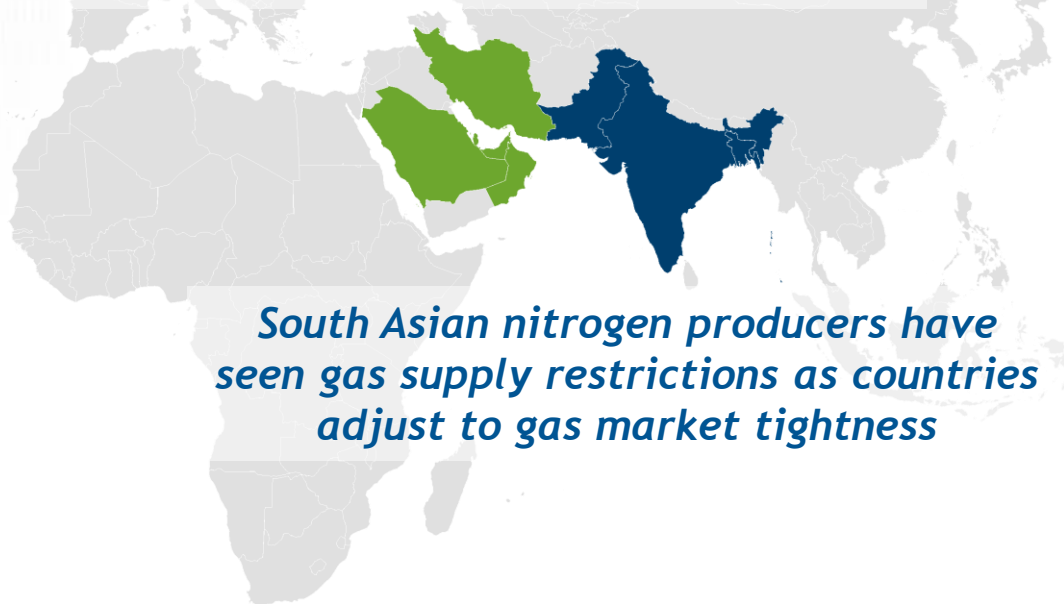 South Asian nitrogen producers have
seen gas supply restrictions as countries
adjust to gas market tightness